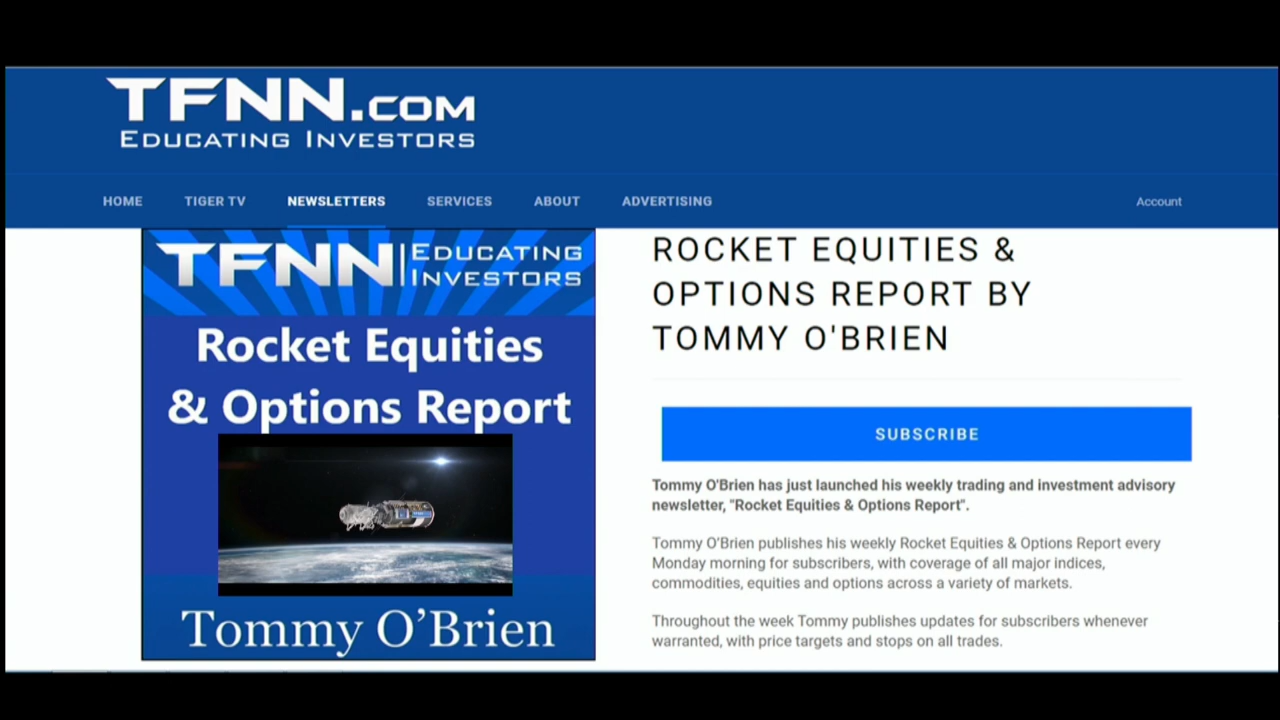 TFNN.COM
EDUCATING INVESTORS
HOME TIGER TV NEWSLETTERS SERVICES ABOUT ADVERTISING Account
TFNN EDUCATING
INVESTORS
Rocket Equities
& Options Report
Tommy O'Brien
ROCKET EQUITIES &
OPTIONS REPORT BY
TOMMY O'BRIEN
SUBSCRIBE
Tommy O'Brien has just launched his weekly trading and investment advisory
newsletter, "Rocket Equities & Options Report".
Tommy O'Brien publishes his weekly Rocket Equities & Options Report every
Monday morning for subscribers, with coverage of all major indices,
commodities, equities and options across a variety of markets.
Throughout the week Tommy publishes updates for subscribers whenever
warranted, with price targets and stops on all trades.